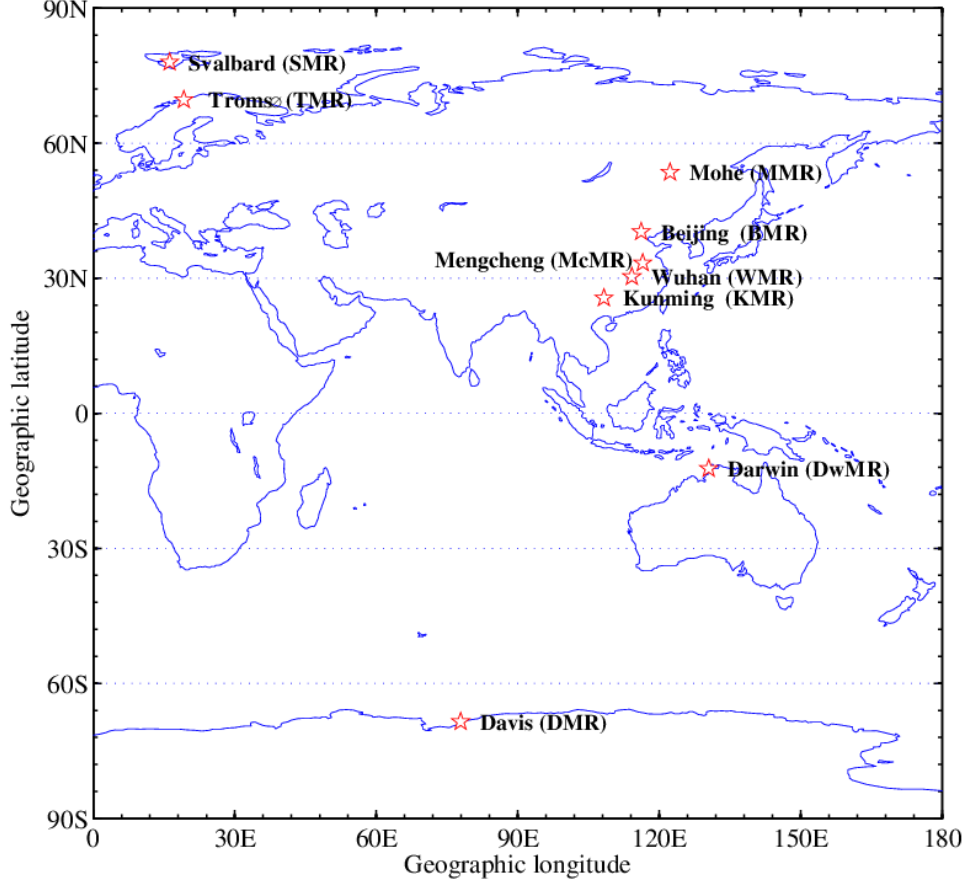 90N
Svalbard (SMR)
Tromsø (TMR)
60N
Mohe (MMR)
Beijing (BMR)
Mengcheng (McMR)
30N
Wuhan (WMR)
Kunming (KMR)
Geographic latitude
0
Darwin (DwMR)
30S
60S
Davis (DMR)
90S
0 30E 60E 90E 120E 150E 180
Geographic longitude